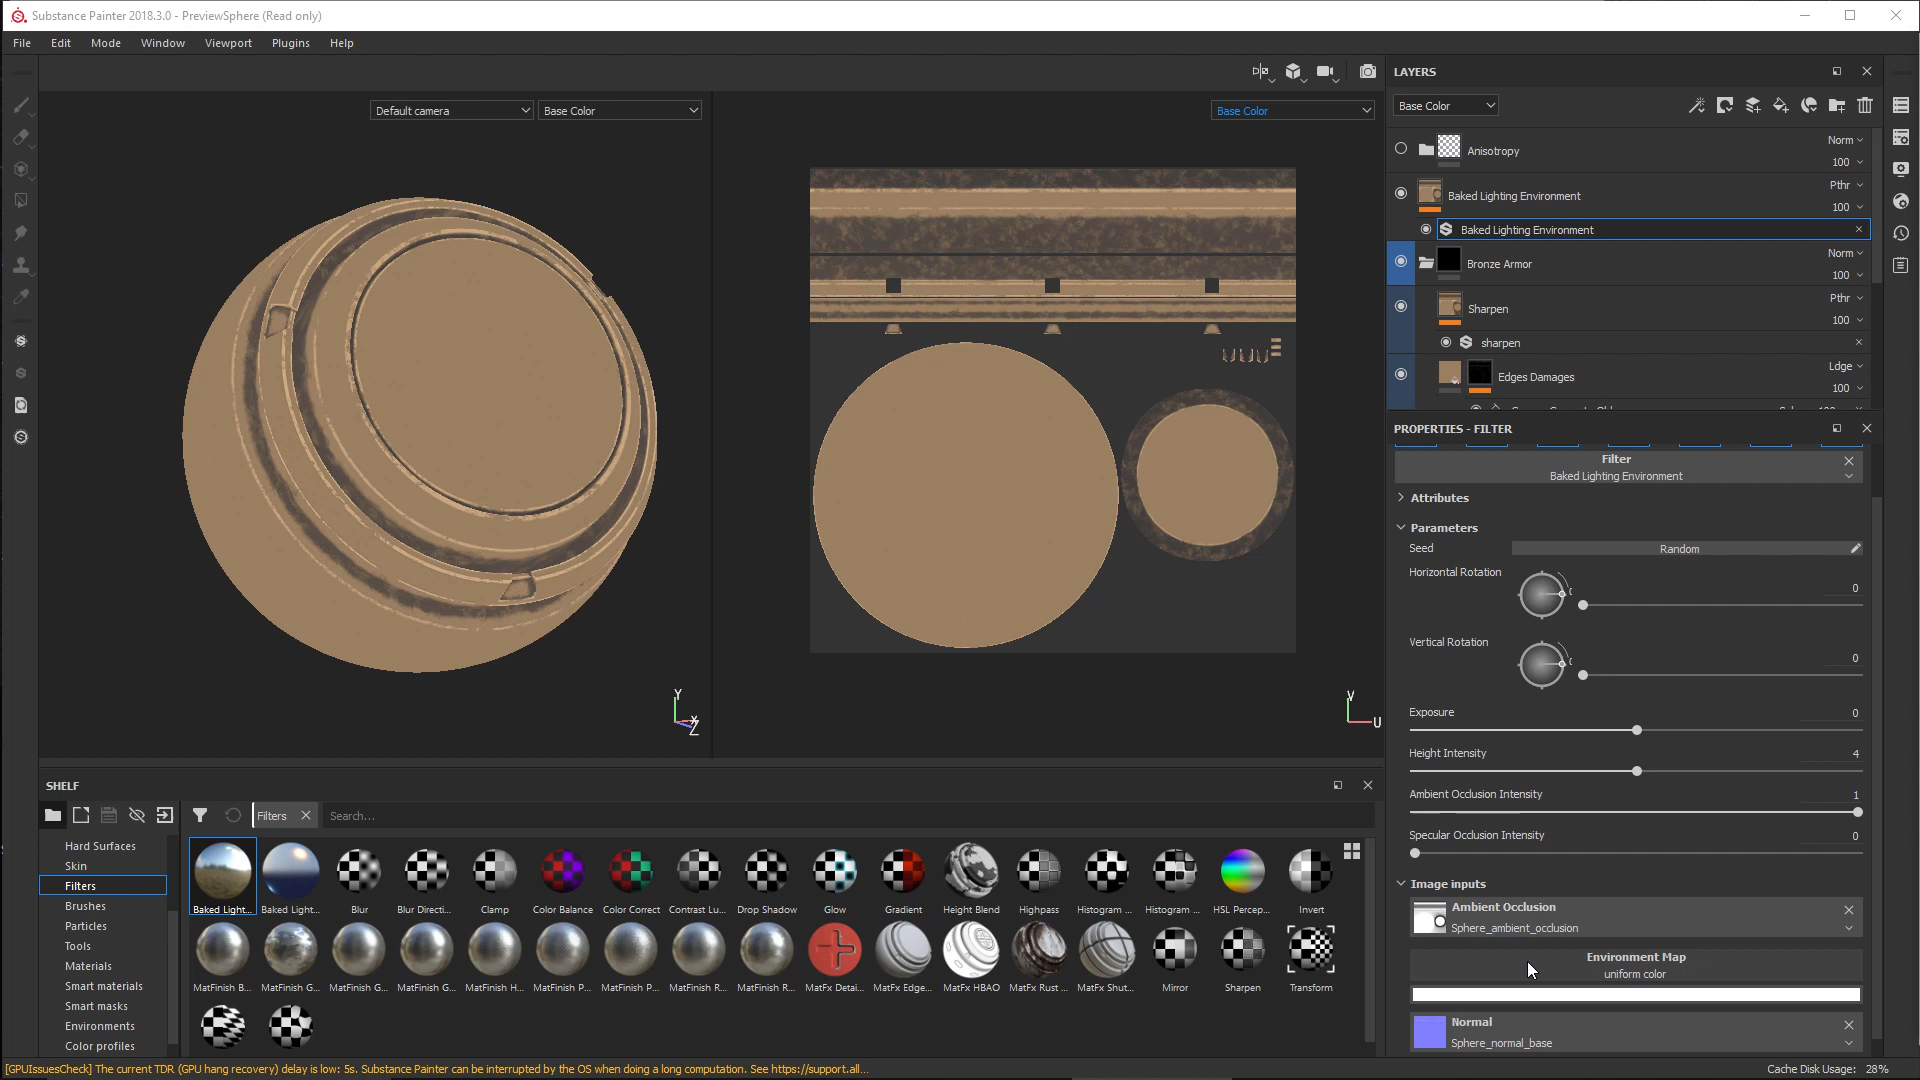 Substance Painter 2018.3.0 - PreviewSphere (Read only)
File Edit Mode Window Viewport Plugins Help
Default camera
Base Color
Base Color
Y
X
Z
V
U
LAYERS
Base Color
Anisotropy
Norm
100
Baked Lighting Environment
Pthr
100
Baked Lighting Environment
Bronze Armor
Norm
100
Sharpen
Pthr
100
sharpen
Edges Damages
Ldge
100
PROPERTIES - FILTER
Filter
Baked Lighting Environment
Attributes
Parameters
Seed
Random
Horizontal Rotation
0
Vertical Rotation
0
Exposure
0
Height Intensity
4
Ambient Occlusion Intensity
1
Specular Occlusion Intensity
0
Image inputs
Ambient Occlusion
Sphere_ambient_occlusion
Environment Map
uniform color
Normal
Sphere_normal_base
SHELF
Filters
Search...
Hard Surfaces
Skin
Filters
Brushes
Particles
Tools
Materials
Smart materials
Smart masks
Environments
Color profiles
Baked Light... Baked Light... Blur Blur Directi... Clamp Color Balance Color Correct Contrast Lu... Drop Shadow Glow Gradient Height Blend Highpass Histogram ... Histogram ... HSL Percep... Invert
MatFinish B... MatFinish G... MatFinish G... MatFinish G... MatFinish H... MatFinish P... MatFinish P... MatFinish R... MatFinish R... MatFx Detai... MatFx Edge... MatFx HBAO MatFx Rust ... MatFx Shut... Mirror Sharpen Transform
[GPUIssuesCheck] The current TDR (GPU hang recovery) delay is low: 5s. Substance Painter can be interrupted by the OS when doing a long computation. See https://support.all...
Cache Disk Usage: 28%